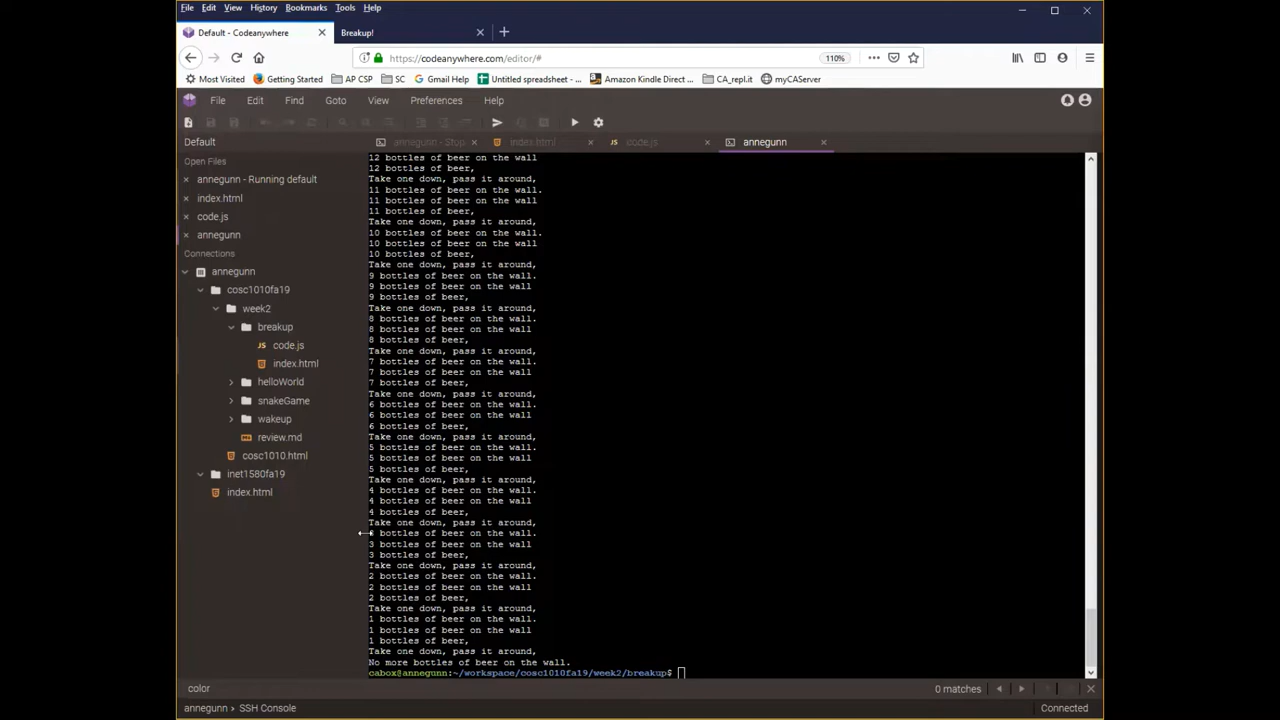 File Edit View History Bookmarks Tools Help
Default - Codeanywhere
Breakup!
https://codeanywhere.com/editor/#
110%
Most Visited Getting Started AP CSP SC Gmail Help Untitled spreadsheet - ... Amazon Kindle Direct ... CA_repl.it myCAServer
File Edit Find Goto View Preferences Help
Default
annegunn - Stop
index.html
code.js
annegunn
Open Files
annegunn - Running default
index.html
code.js
annegunn
Connections
annegunn
cosc1010fa19
week2
breakup
code.js
index.html
helloWorld
snakeGame
wakeup
review.md
cosc1010.html
inet1580fa19
index.html
12 bottles of beer on the wall
12 bottles of beer,
Take one down, pass it around,
11 bottles of beer on the wall.
11 bottles of beer on the wall
11 bottles of beer,
Take one down, pass it around,
10 bottles of beer on the wall.
10 bottles of beer on the wall
10 bottles of beer,
Take one down, pass it around,
9 bottles of beer on the wall.
9 bottles of beer on the wall
9 bottles of beer,
Take one down, pass it around,
8 bottles of beer on the wall.
8 bottles of beer on the wall
8 bottles of beer,
Take one down, pass it around,
7 bottles of beer on the wall.
7 bottles of beer on the wall
7 bottles of beer,
Take one down, pass it around,
6 bottles of beer on the wall.
6 bottles of beer on the wall
6 bottles of beer,
Take one down, pass it around,
5 bottles of beer on the wall.
5 bottles of beer on the wall
5 bottles of beer,
Take one down, pass it around,
4 bottles of beer on the wall.
4 bottles of beer on the wall
4 bottles of beer,
Take one down, pass it around,
bottles of beer on the wall.
3 bottles of beer on the wall
3 bottles of beer,
Take one down, pass it around,
2 bottles of beer on the wall.
2 bottles of beer on the wall
2 bottles of beer,
Take one down, pass it around,
1 bottles of beer on the wall.
1 bottles of beer on the wall
1 bottles of beer,
Take one down, pass it around,
No more bottles of beer on the wall.
cabox@annegunn:~/workspace/cosc1010fa19/week2/breakup$
color
0 matches
annegunn › SSH Console
Connected